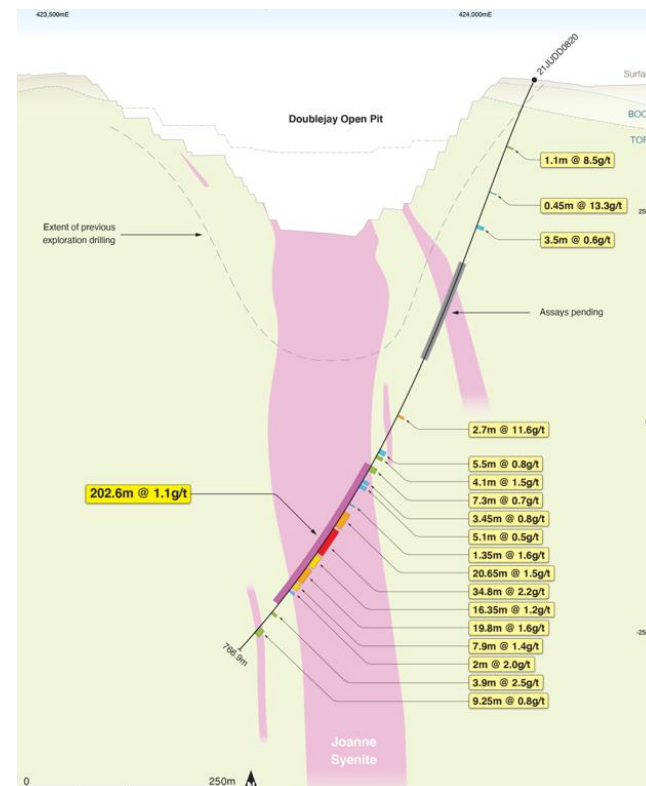 423,500mE
424,000mE
21JUDD0820
Doublejay Open Pit
1.1m @ 8.5g/t
0.45m @ 13.3g/t
3.5m @ 0.6g/t
Extent of previous
exploration drilling
Assays pending
2.7m @ 11.6g/t
5.5m @ 0.8g/t
4.1m @ 1.5g/t
7.3m @ 0.7g/t
202.6m @ 1.1g/t
3.45m @ 0.8g/t
5.1m @ 0.5g/t
1.35m @ 1.6g/t
20.65m @ 1.5g/t
34.8m @ 2.2g/t
16.35m @ 1.2g/t
19.8m @ 1.6g/t
7.9m @ 1.4g/t
2m @ 2.0g/t
3.9m @ 2.5g/t
9.25m @ 0.8g/t
766.9m
Joanne
Syenite
0
250m